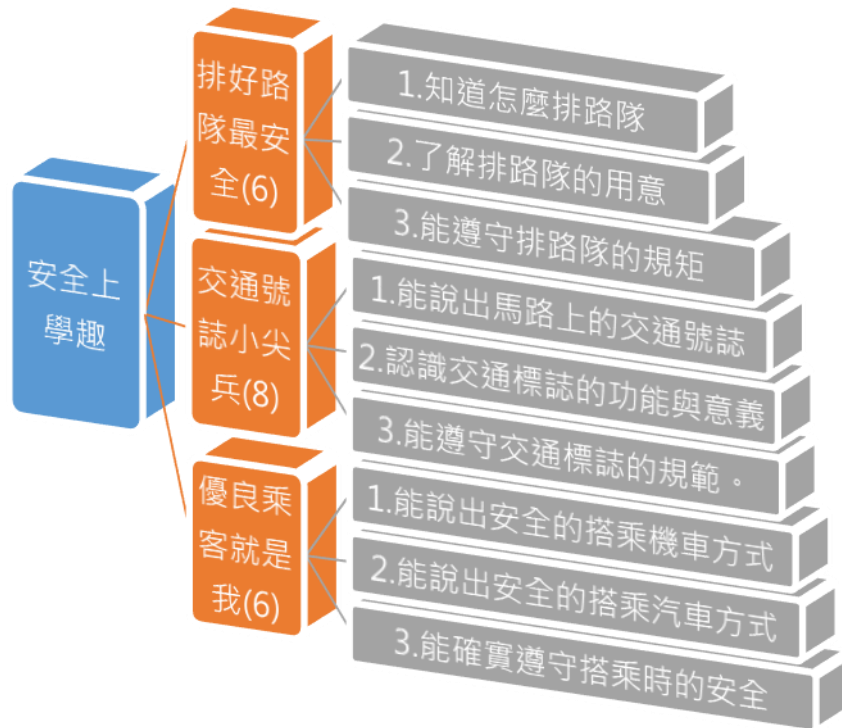 安全上
學趣
排好路
隊最安
全(6)
1.知道怎麼排路隊
2.了解排路隊的用意
3.能遵守排路隊的規矩
交通號
誌小尖
兵(8)
1.能說出馬路上的交通號誌
2.認識交通標誌的功能與意義
3.能遵守交通標誌的規範。
優良乘
客就是
我(6)
1.能說出安全的搭乘機車方式
2.能說出安全的搭乘汽車方式
3.能確實遵守搭乘時的安全